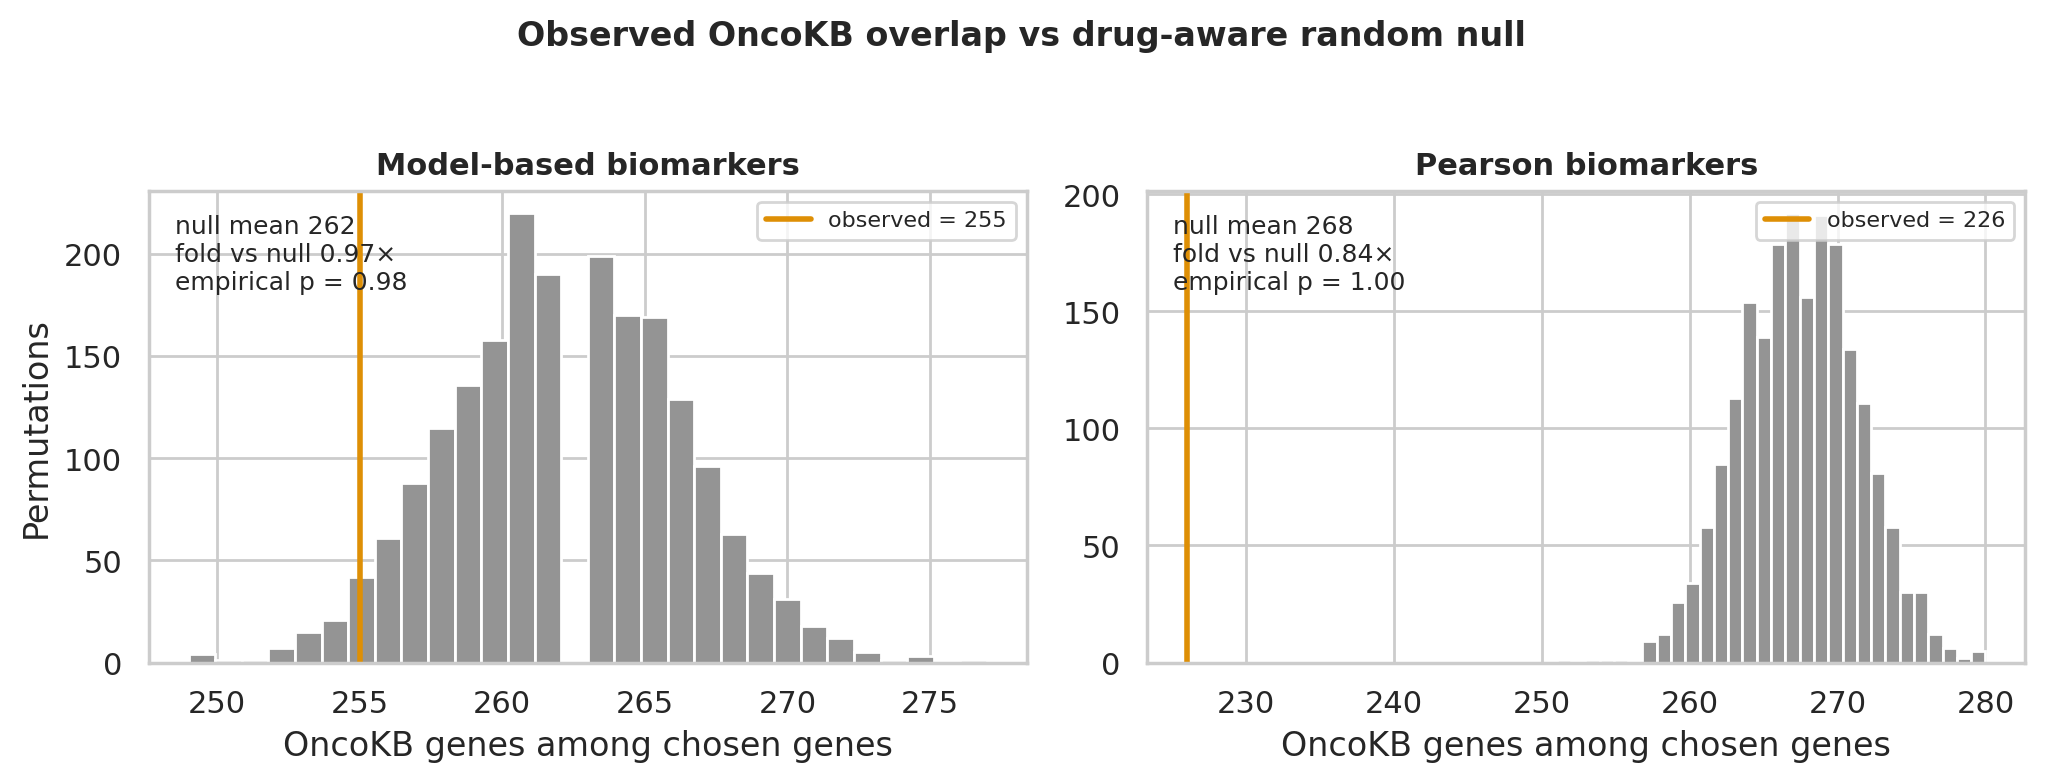 Observed OncoKB overlap vs drug-aware random null
Model-based biomarkers
null mean 262
fold vs null 0.97×
empirical p = 0.98
observed = 255
Permutations
200
150
100
50
0
250 255 260 265 270 275
OncoKB genes among chosen genes
Pearson biomarkers
null mean 268
fold vs null 0.84×
empirical p = 1.00
observed = 226
200
150
100
50
0
230 240 250 260 270 280
OncoKB genes among chosen genes